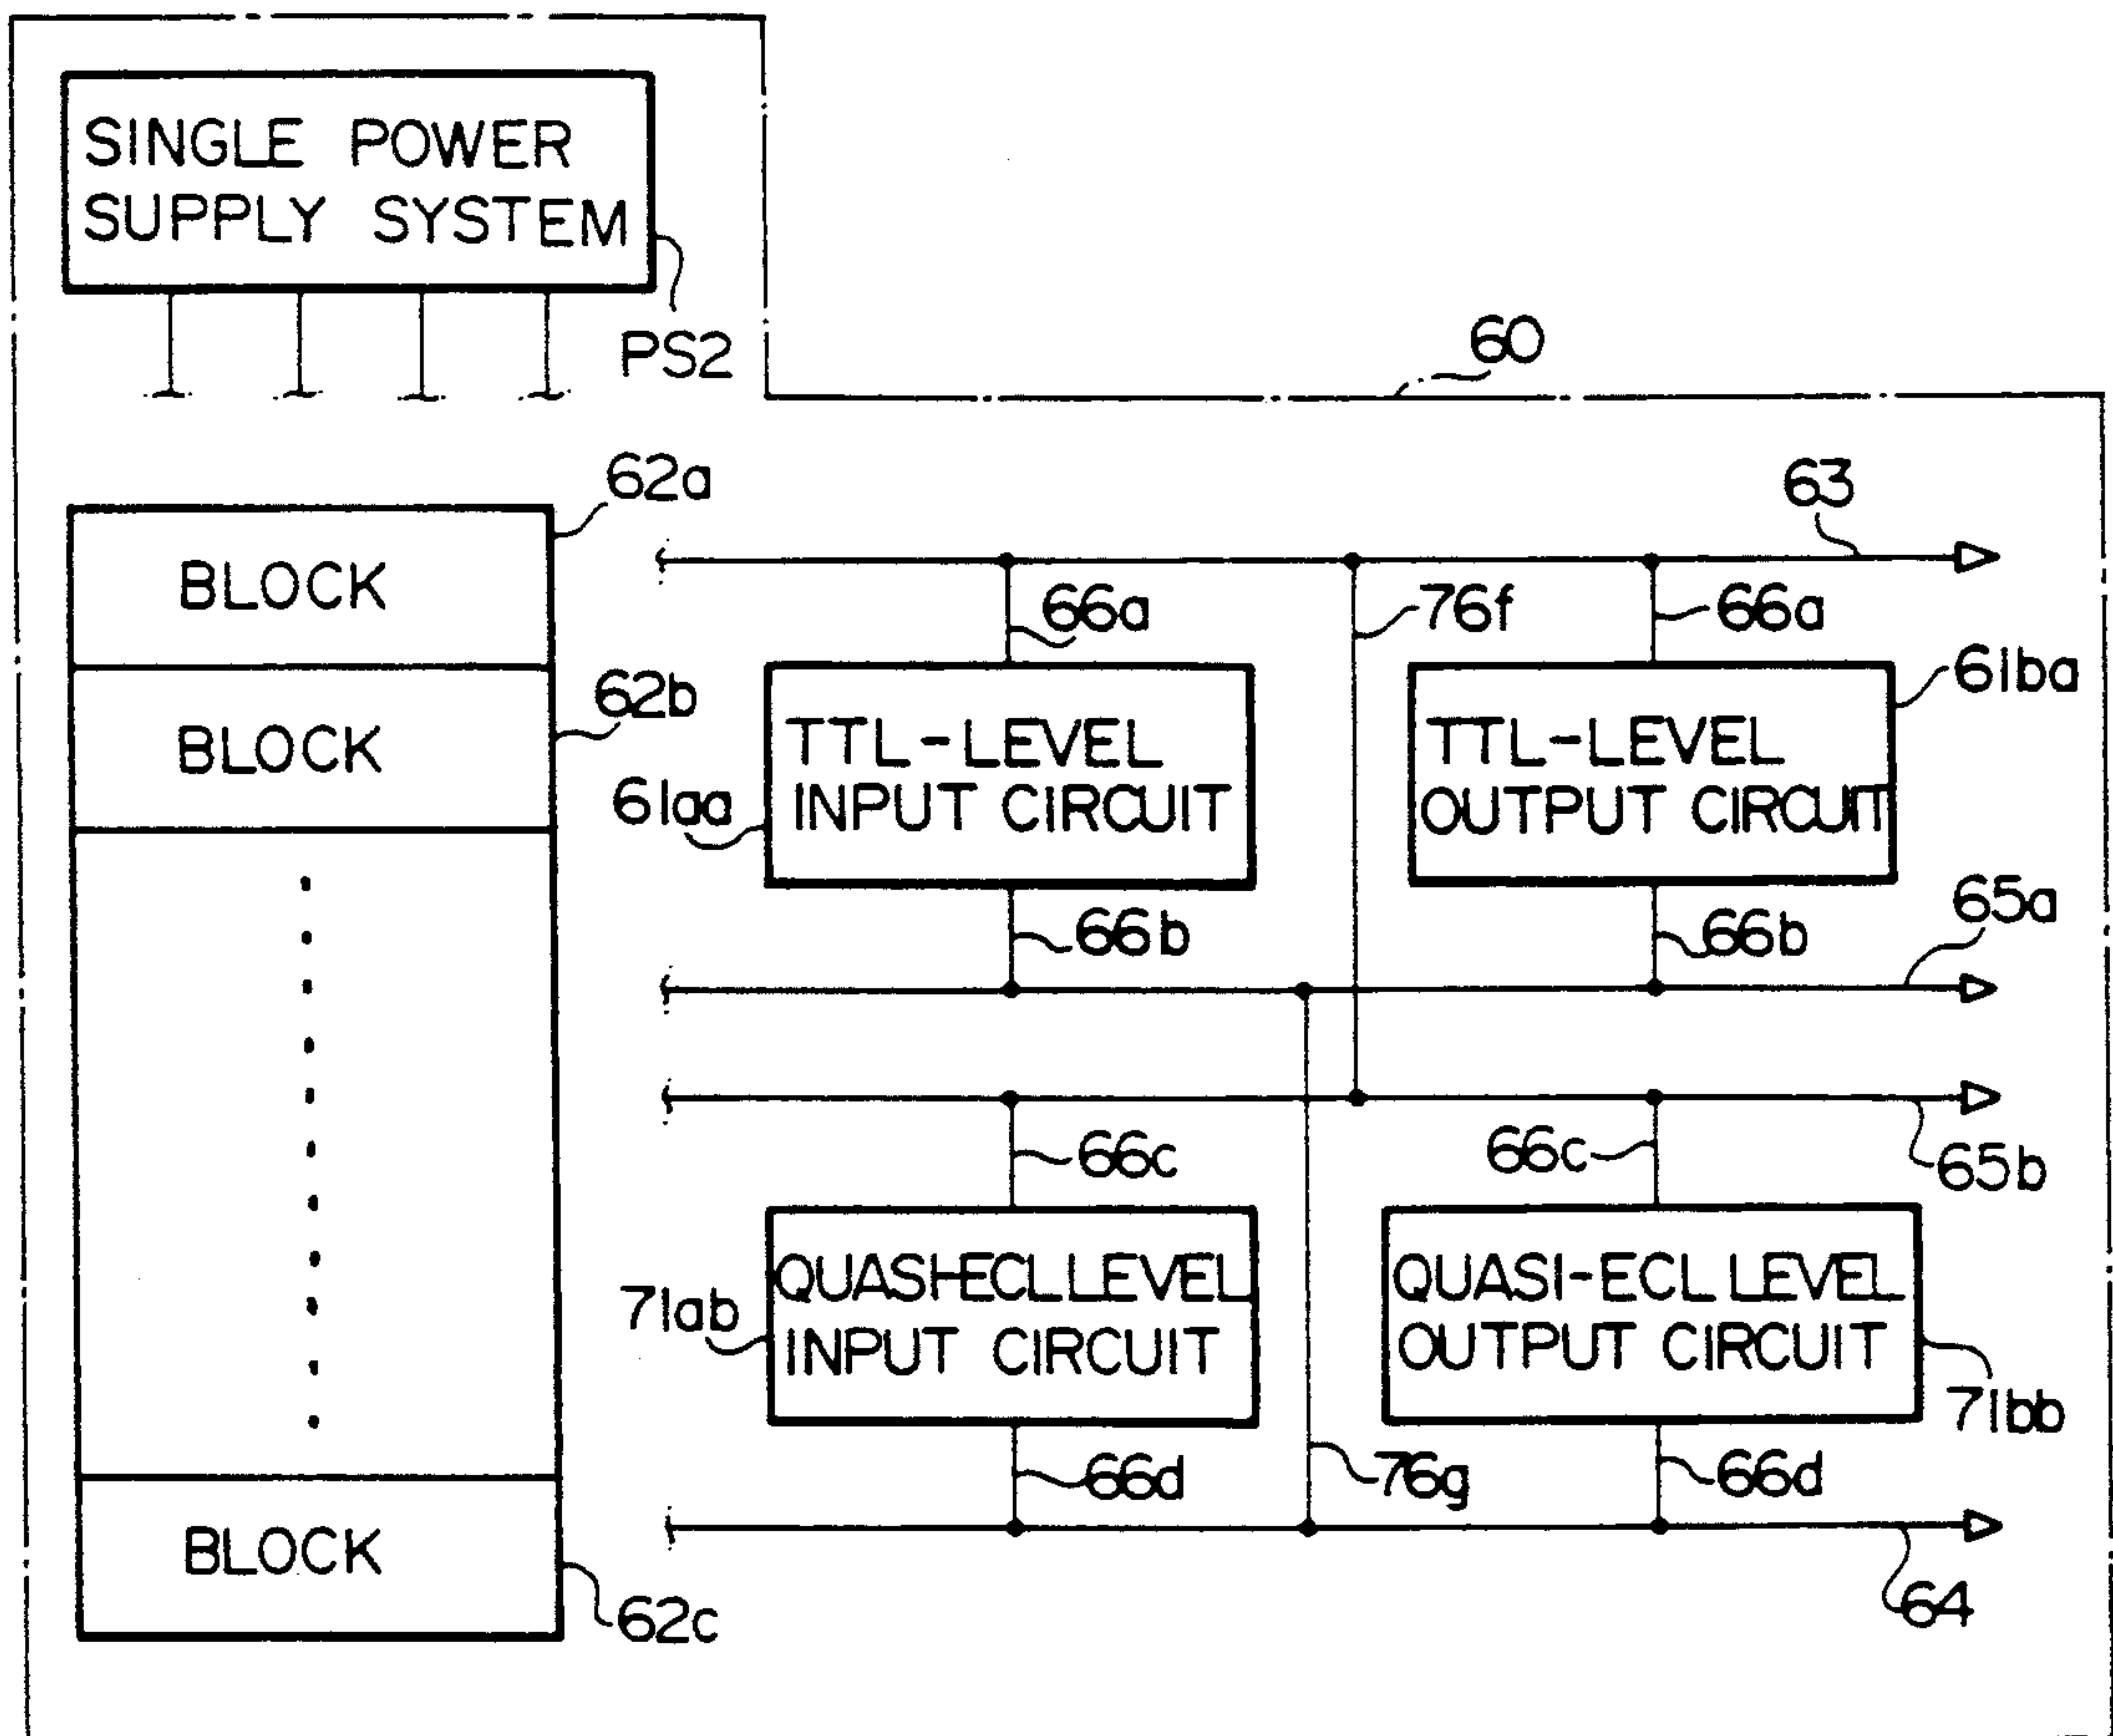 SINGLE POWER
SUPPLY SYSTEM
PS2
60
62a
63
BLOCK
66a
76f
66a
61ba
62b
BLOCK
TTL-LEVEL
INPUT CIRCUIT
TTL-LEVEL
OUTPUT CIRCUIT
61aa
66b
66b
65a
66c
66c
65b
QUASI-ECL LEVEL
INPUT CIRCUIT
QUASI-ECL LEVEL
OUTPUT CIRCUIT
71ab
71bb
66d
76g
66d
BLOCK
62c
64